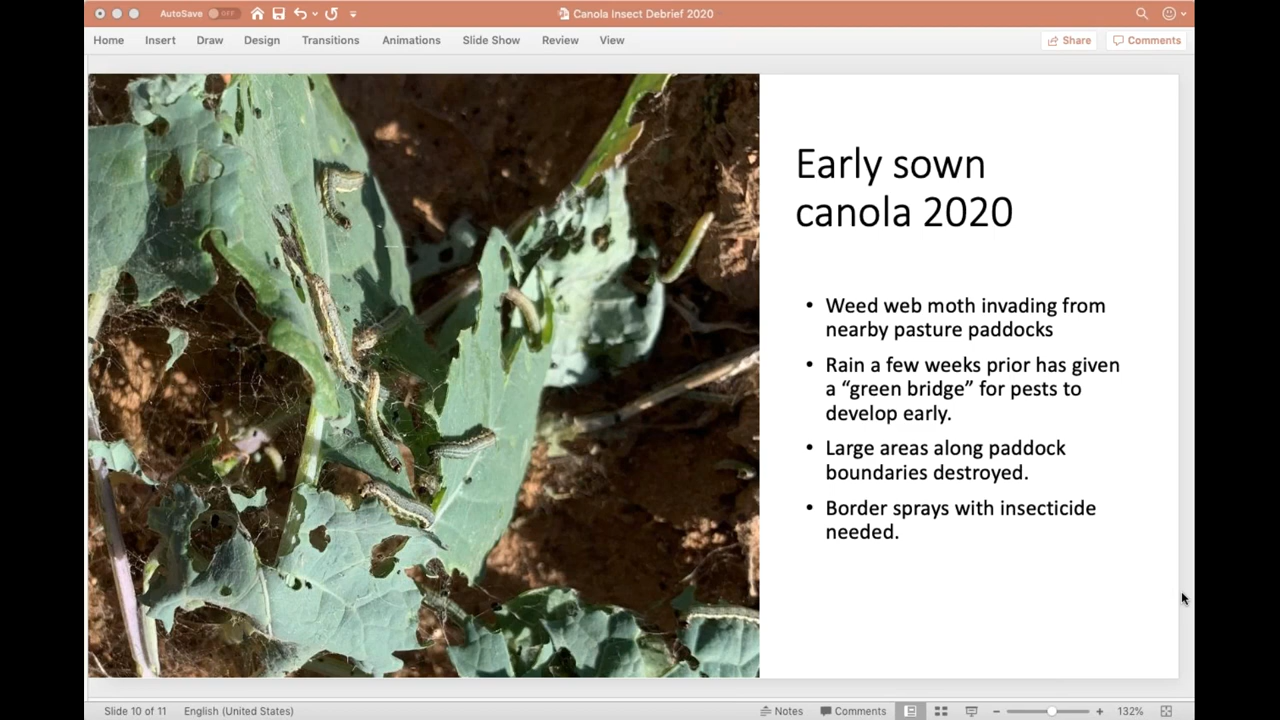 AutoSave OFF
Canola Insect Debrief 2020
Home Insert Draw Design Transitions Animations Slide Show Review View Share Comments
Early sown
canola 2020
• Weed web moth invading from
nearby pasture paddocks
• Rain a few weeks prior has given
a “green bridge” for pests to
develop early.
• Large areas along paddock
boundaries destroyed.
• Border sprays with insecticide
needed.
Slide 10 of 11 English (United States) Notes Comments 132%